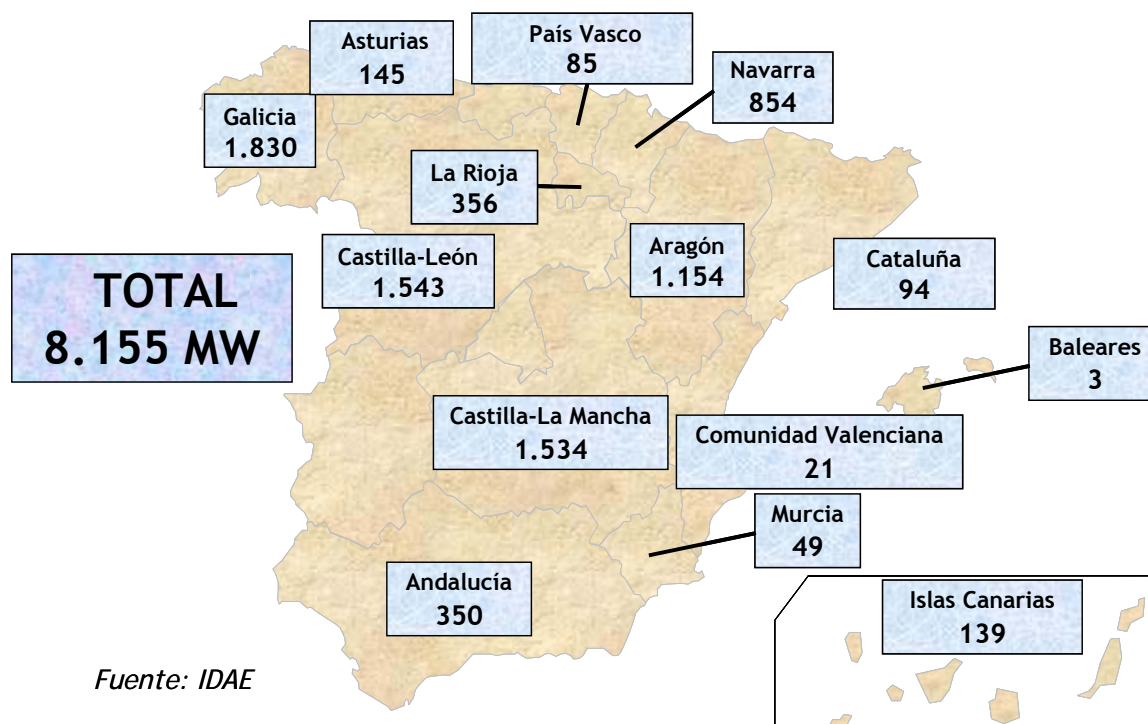 Asturias
145
País Vasco
85
Navarra
854
Galicia
1.830
La Rioja
356
Castilla-León
1.543
Aragón
1.154
Cataluña
94
TOTAL
8.155 MW
Baleares
3
Castilla-La Mancha
1.534
Comunidad Valenciana
21
Murcia
49
Andalucía
350
Islas Canarias
139
Fuente: IDAE